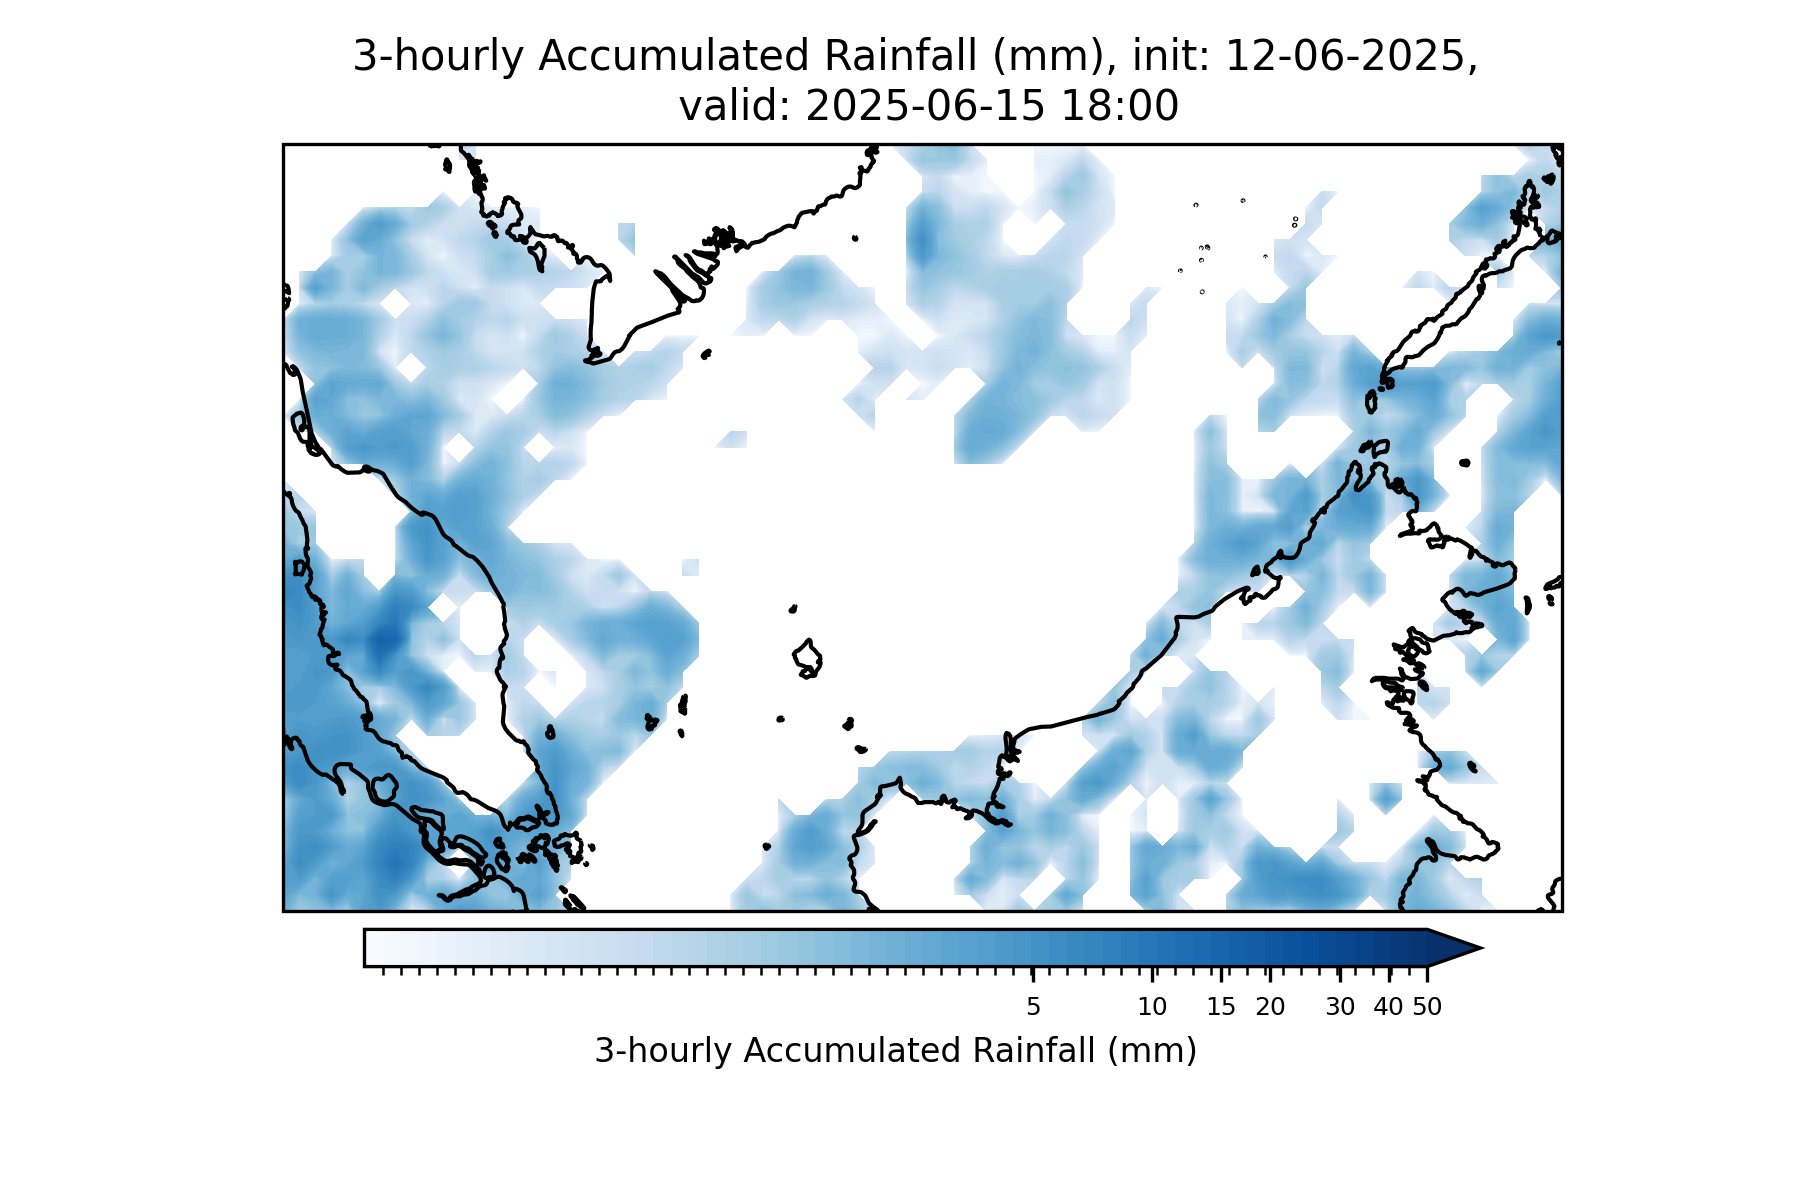 3-hourly Accumulated Rainfall (mm), init: 12-06-2025,
valid: 2025-06-15 18:00
5 10 15 20 30 40 50
3-hourly Accumulated Rainfall (mm)